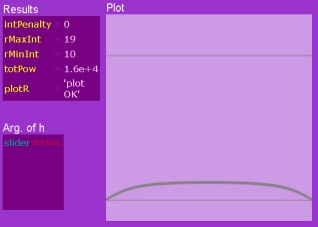 Results
Plot
intPenalty = 0
rMaxInt = 19
rMinInt = 10
totPow = 1.6e+4
plotR = 'plot
OK'
Arg. of h
slider